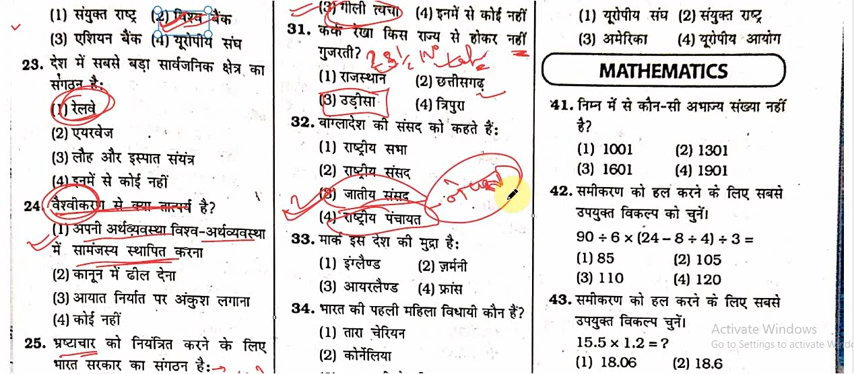 (1) संयुक्त राष्ट्र (2) विश्व बैंक
(3) एशियन बैंक (4) यूरोपीय संघ
23. देश में सबसे बड़ा सार्वजनिक क्षेत्र का
संगठन है:
(1) रेलवे
(2) एयरवेज
(3) लौह और इस्पात संयंत्र
(4) इनमें से कोई नहीं
24. वैश्वीकरण से क्या तात्पर्य है?
(1) अपनी अर्थव्यवस्था विश्व-अर्थव्यवस्था
में सामंजस्य स्थापित करना
(2) कानून में ढील देना
(3) आयात निर्यात पर अंकुश लगाना
(4) कोई नहीं
25. भ्रष्टाचार को नियंत्रित करने के लिए
भारत सरकार का संगठन है:
(3) गीली त्वचा (4) इनमें से कोई नहीं
31. कर्क रेखा किस राज्य से होकर नहीं
गुजरती?
23½ N
(1) राजस्थान (2) छत्तीसगढ़
(3) उड़ीसा (4) त्रिपुरा
32. बांग्लादेश की संसद को कहते हैं:
(1) राष्ट्रीय सभा
(2) राष्ट्रीय संसद
(3) जातीय संसद
(4) राष्ट्रीय पंचायत
33. मार्क इस देश की मुद्रा है:
(1) इंग्लैण्ड (2) जर्मनी
(3) आयरलैण्ड (4) फ्रांस
34. भारत की पहली महिला विधायी कौन हैं?
(1) तारा चेरियन
(2) कोर्नेलिया
(1) यूरोपीय संघ (2) संयुक्त राष्ट्र
(3) अमेरिका (4) यूरोपीय आयोग
MATHEMATICS
41. निम्न में से कौन-सी अभाज्य संख्या नहीं
है?
(1) 1001 (2) 1301
(3) 1601 (4) 1901
42. समीकरण को हल करने के लिए सबसे
उपयुक्त विकल्प को चुनें।
90 ÷ 6 × (24 – 8 ÷ 4) ÷ 3 =
(1) 85 (2) 105
(3) 110 (4) 120
43. समीकरण को हल करने के लिए सबसे
उपयुक्त विकल्प चुनें।
15.5 × 1.2 = ?
(1) 18.06 (2) 18.6
Activate Windows
Go to Settings to activate Windows